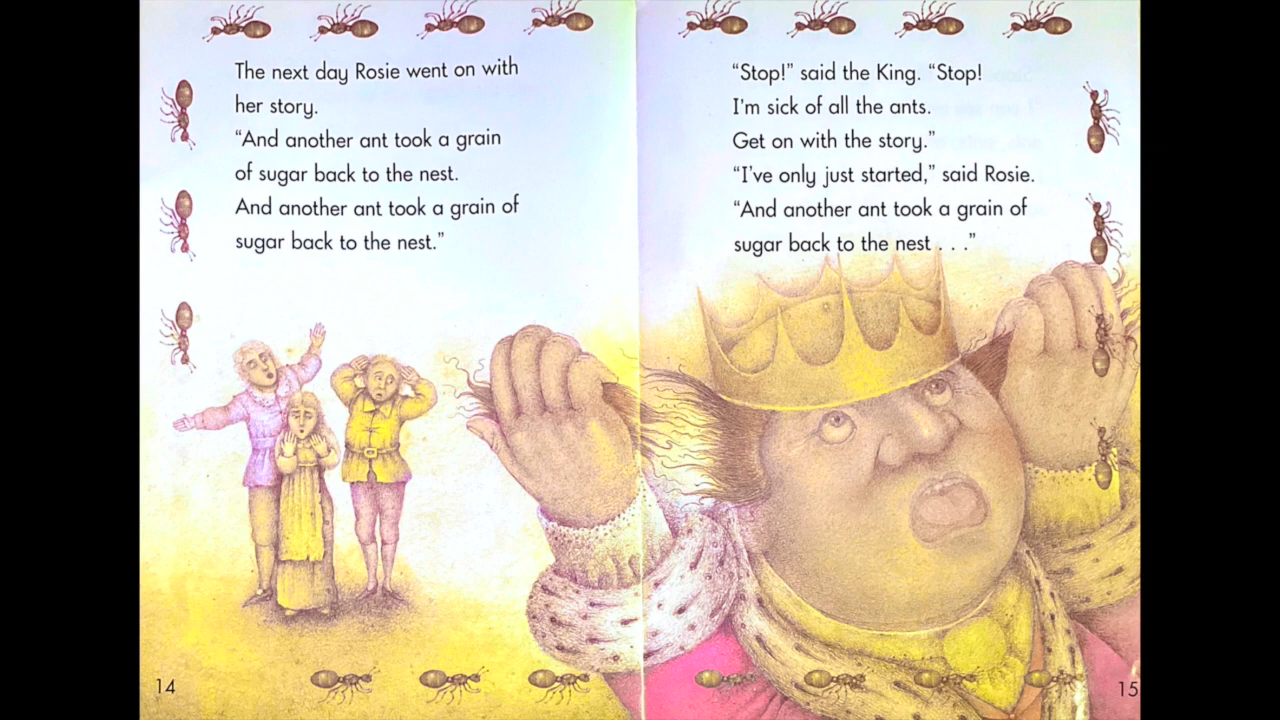 The next day Rosie went on with
her story.
“And another ant took a grain
of sugar back to the nest.
And another ant took a grain of
sugar back to the nest.”
14
“Stop!” said the King. “Stop!
I’m sick of all the ants.
Get on with the story.”
“I’ve only just started,” said Rosie.
“And another ant took a grain of
sugar back to the nest . . .”
15